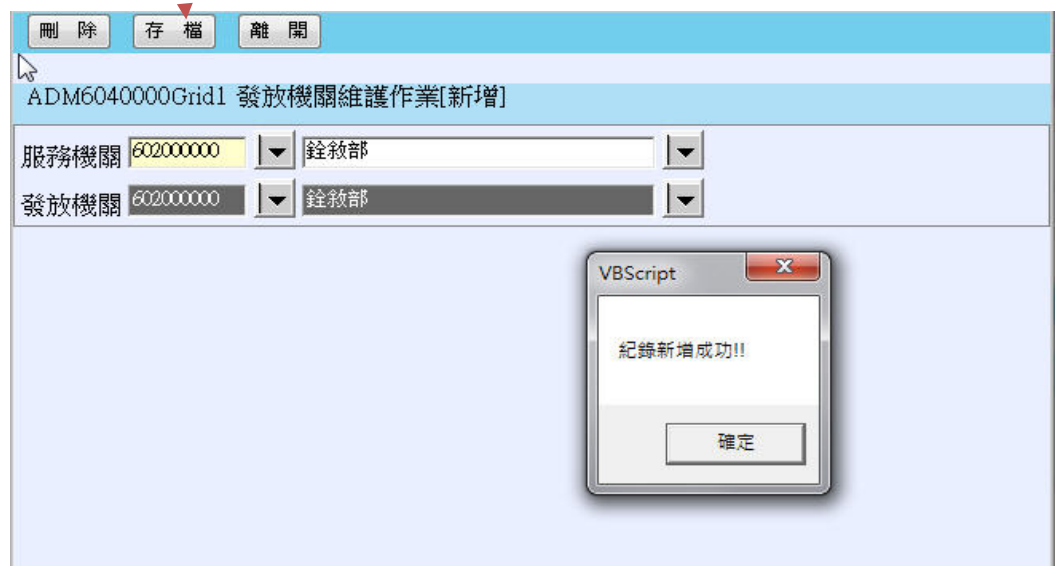 刪 除 存 檔 離 開
ADM6040000Grid1 發放機關維護作業[新增]
服務機關 602000000 銓敘部
發放機關 602000000 銓敘部
VBScript
紀錄新增成功!!
確定